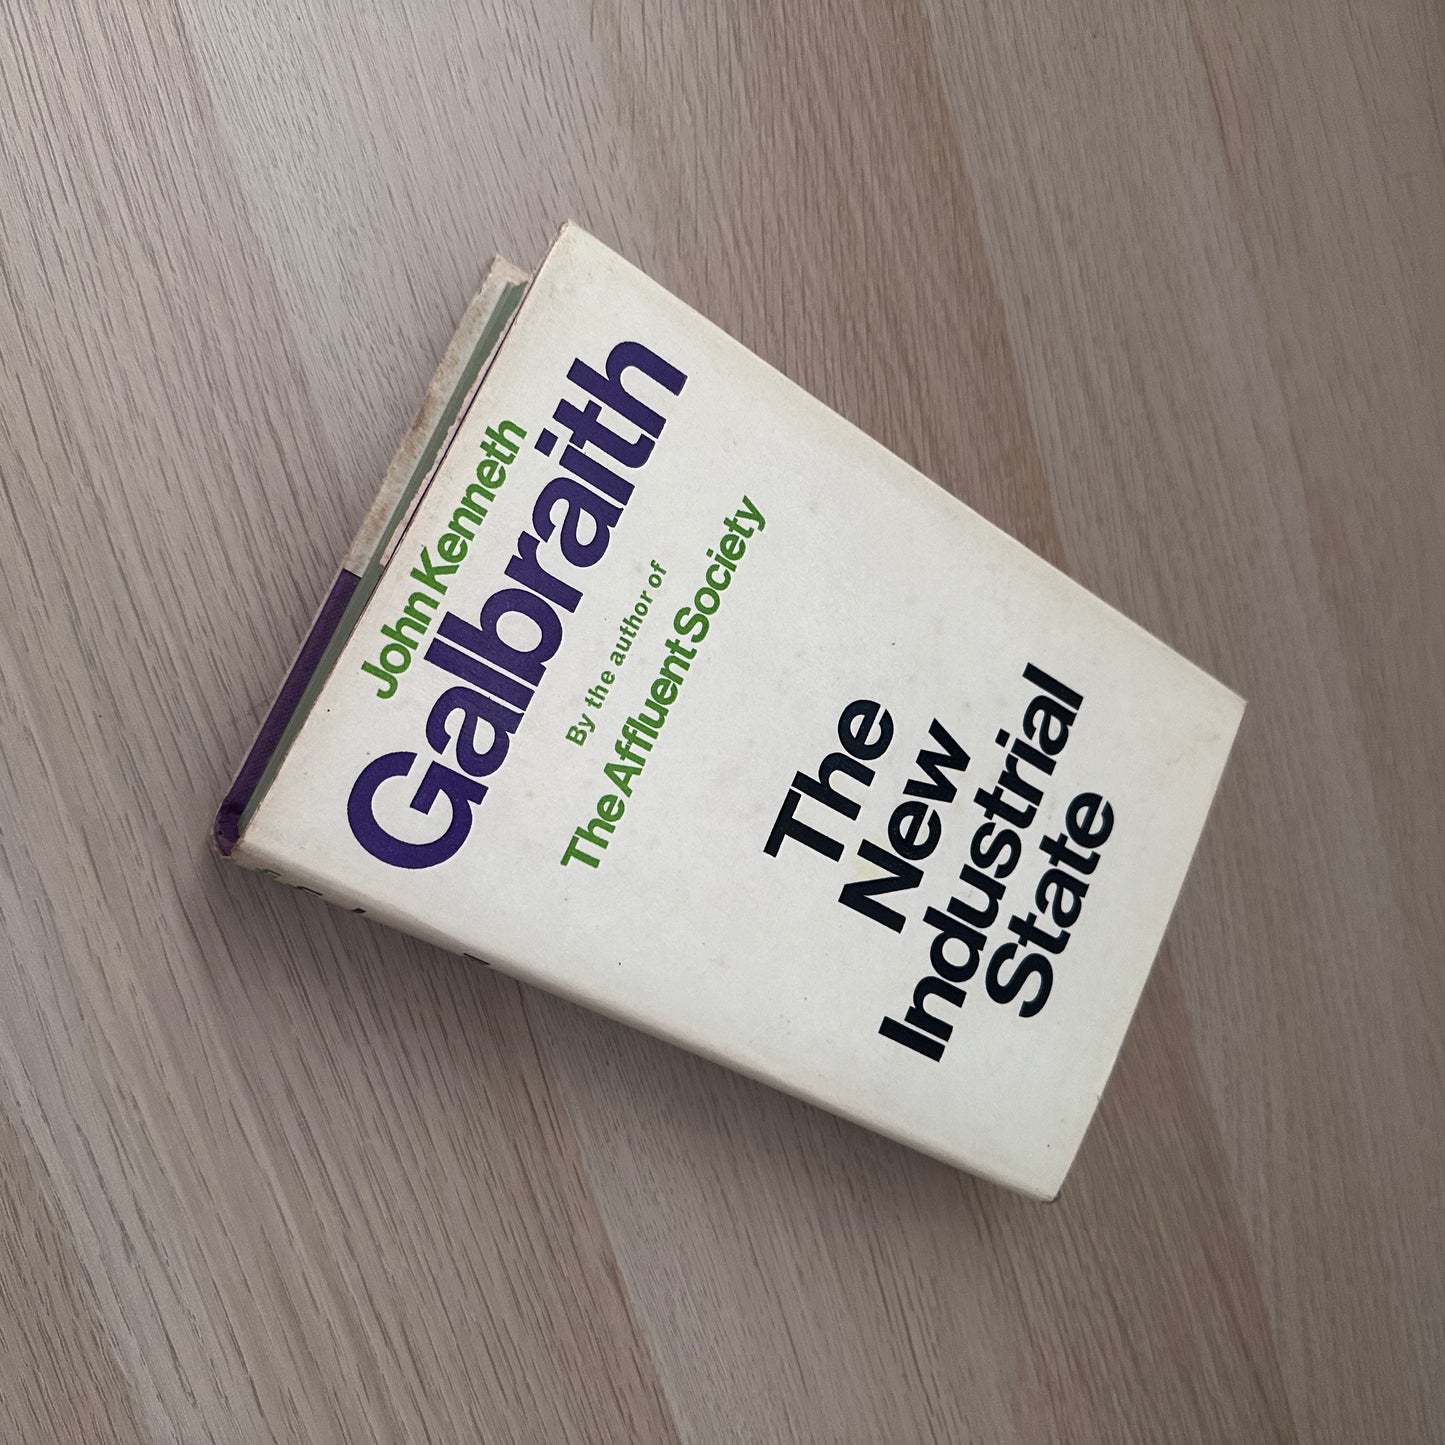 John Kenneth
Galbraith
By the author of
The Affluent Society
The
New
Industrial
State